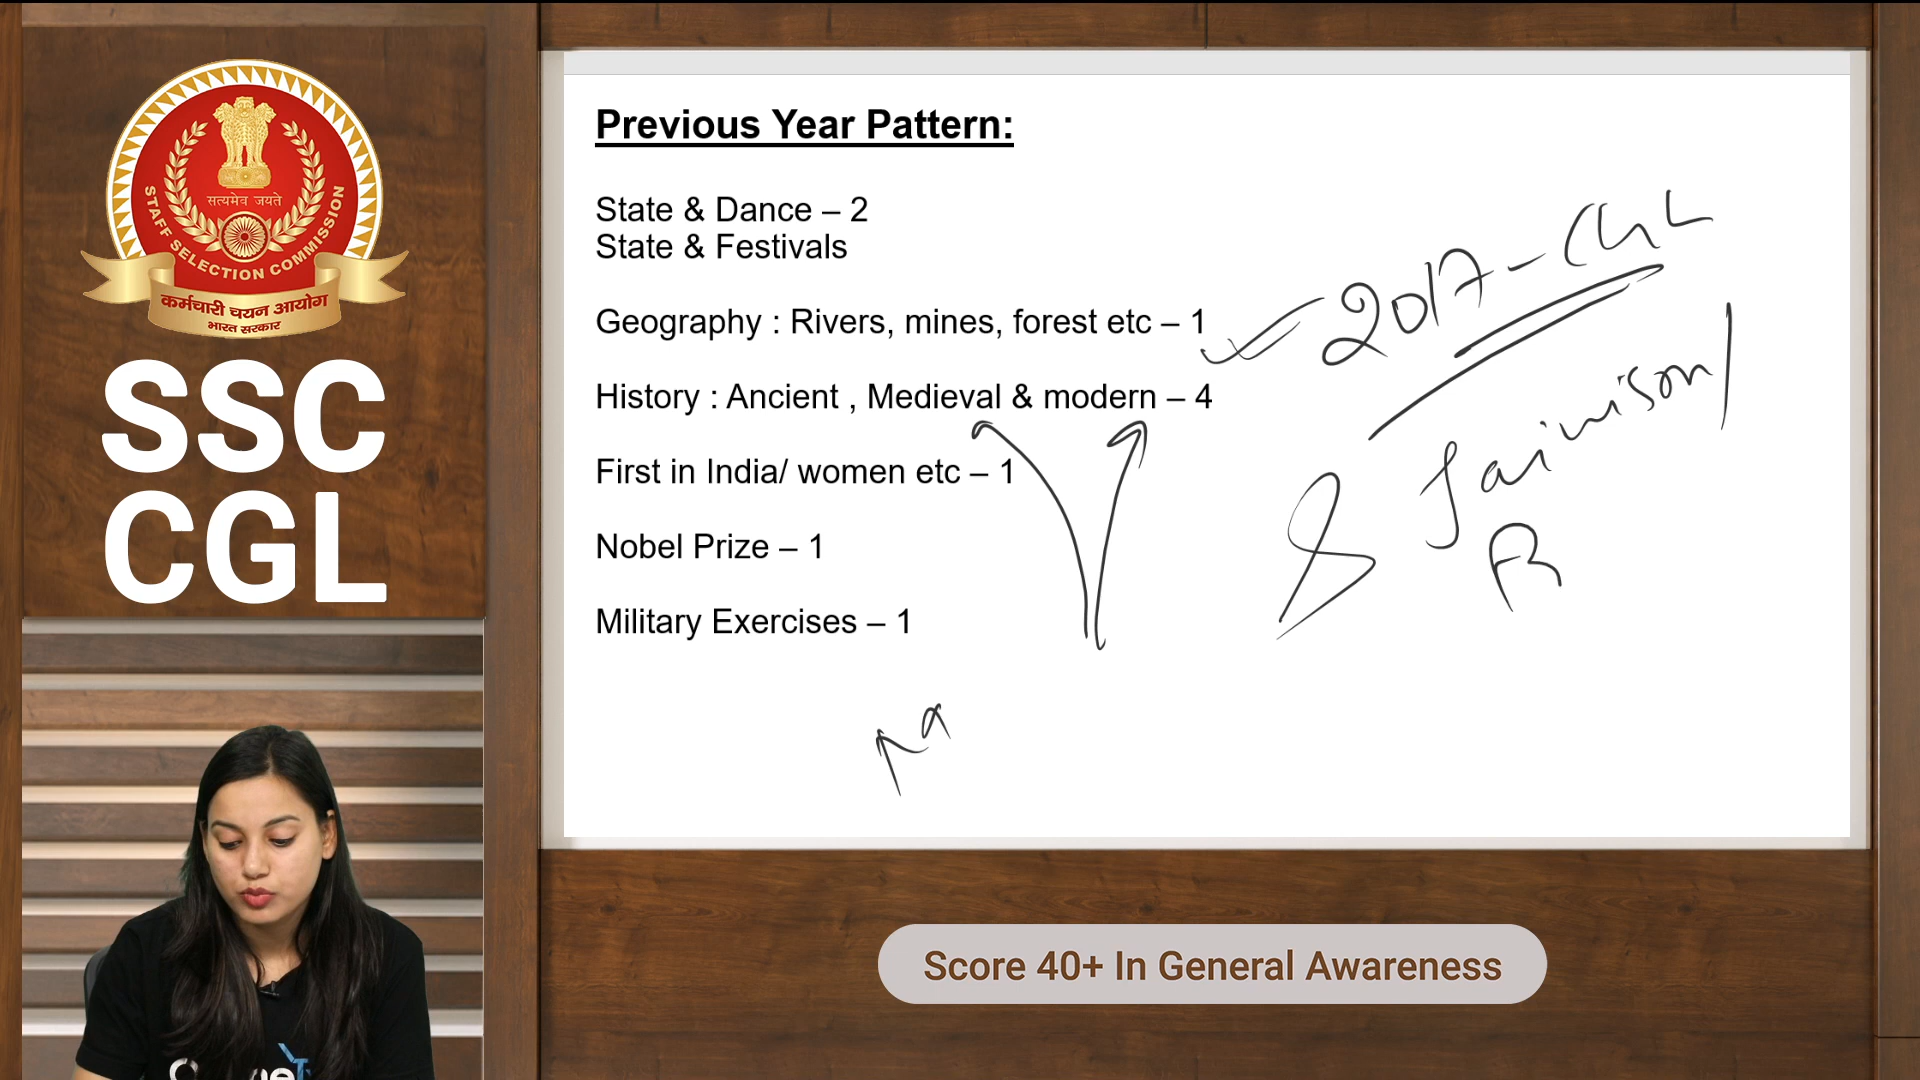 सत्यमेव जयते
STAFF SELECTION COMMISSION
कर्मचारी चयन आयोग
भारत सरकार
SSC
CGL
Previous Year Pattern:
State & Dance – 2
State & Festivals
Geography : Rivers, mines, forest etc – 1
History : Ancient , Medieval & modern – 4
First in India/ women etc – 1
Nobel Prize – 1
Military Exercises – 1
2017 - CGL
Score 40+ In General Awareness